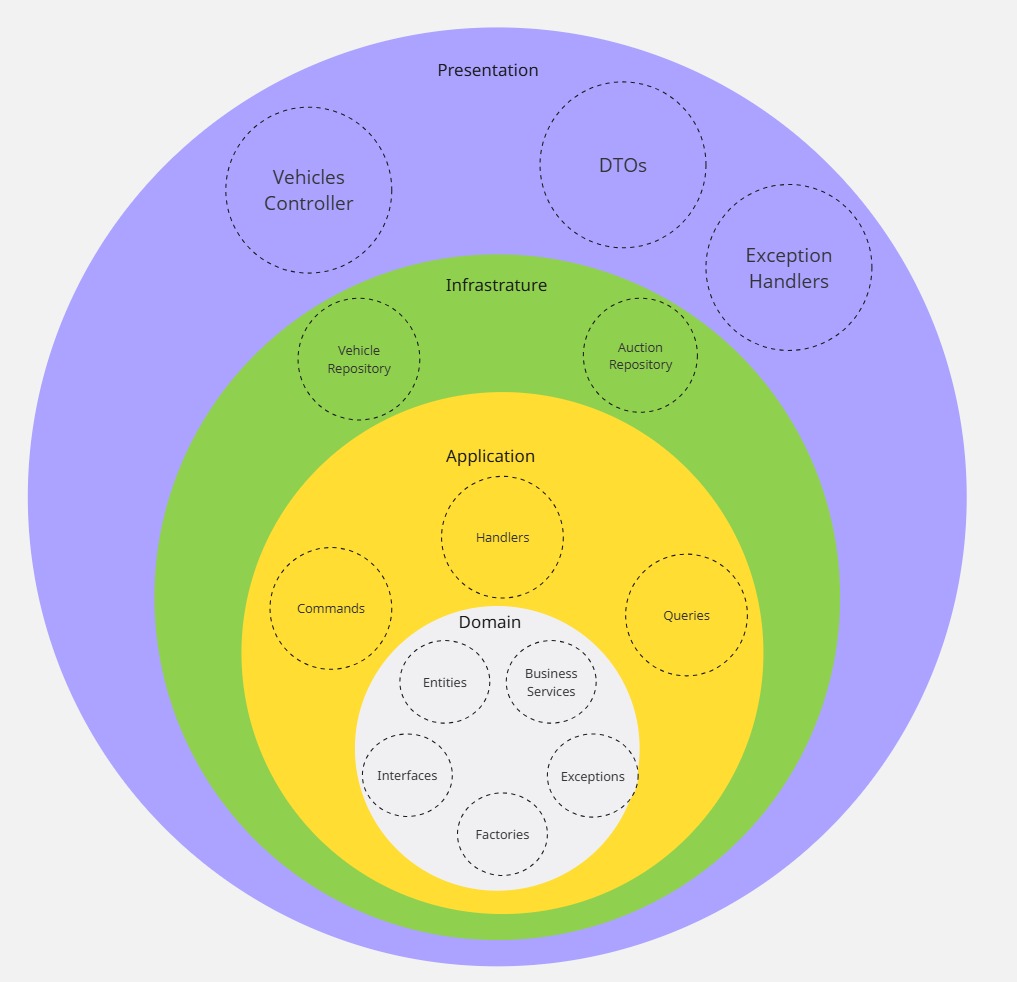 Presentation
Vehicles
Controller
DTOs
Exception
Handlers
Infrastrature
Vehicle
Repository
Auction
Repository
Application
Handlers
Commands
Queries
Domain
Entities
Business
Services
Interfaces
Exceptions
Factories